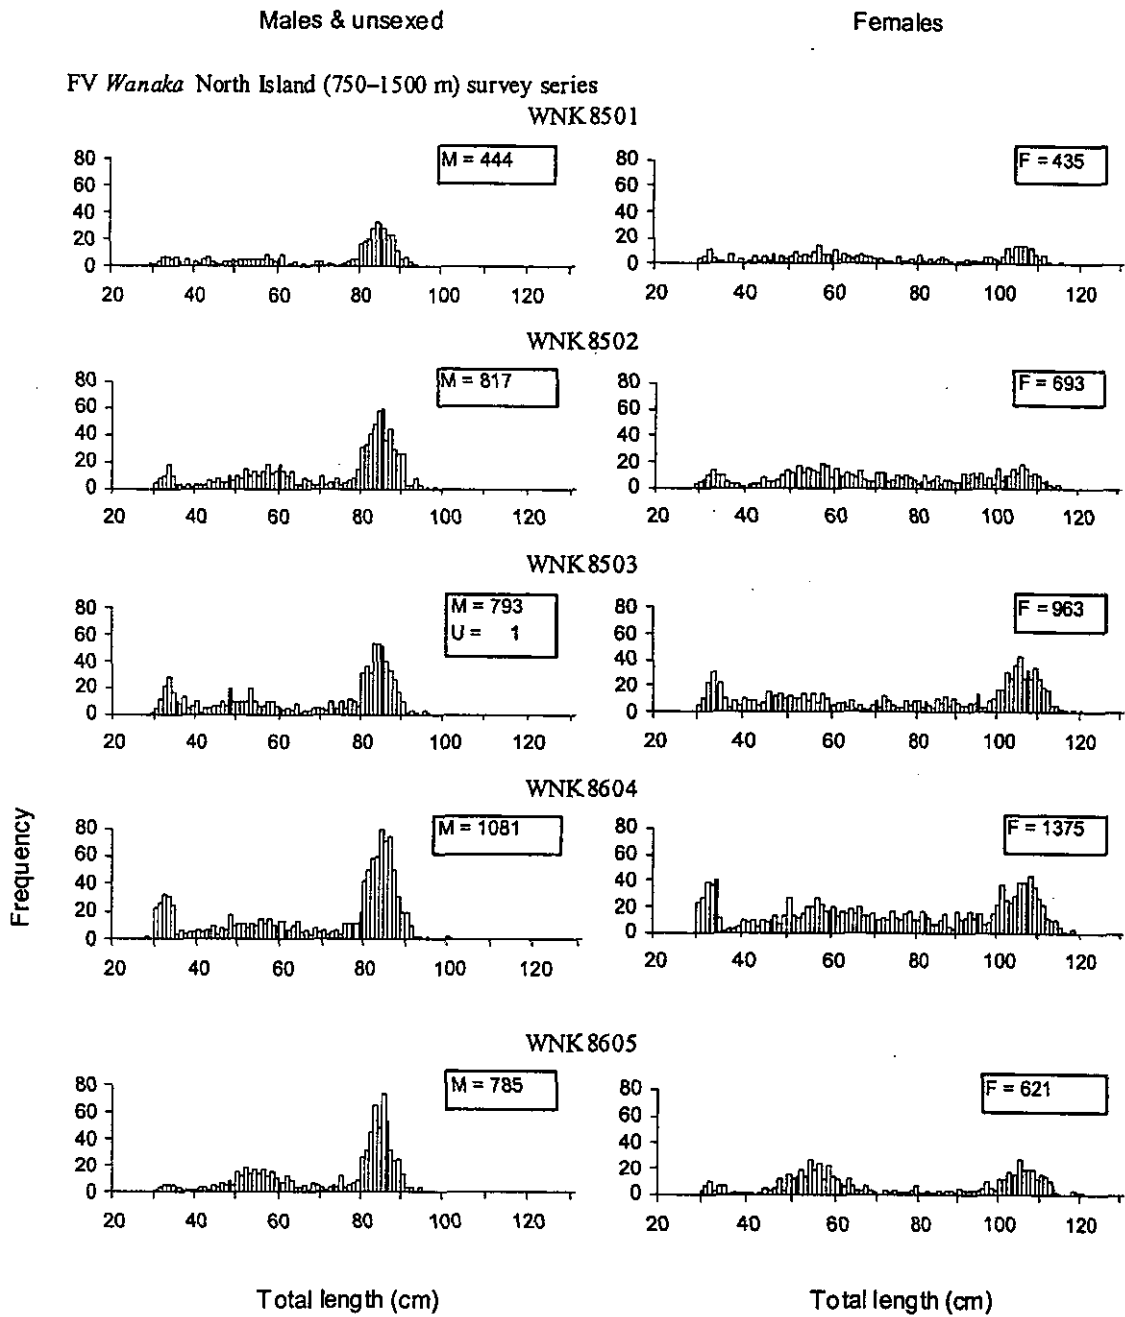 Males & unsexed Females
FV Wanaka North Island (750–1500 m) survey series
WNK8501
80 M = 444 80 F = 435
60 60
40 40
20 20
0 0
20 40 60 80 100 120 20 40 60 80 100 120
WNK8502
80 M = 817 80 F = 693
60 60
40 40
20 20
0 0
20 40 60 80 100 120 20 40 60 80 100 120
WNK8503
80 M = 793 80 F = 963
60 U = 1 60
40 40
20 20
0 0
20 40 60 80 100 120 20 40 60 80 100 120
WNK8604
80 M = 1081 80 F = 1375
60 60
40 40
20 20
0 0
20 40 60 80 100 120 20 40 60 80 100 120
Frequency
WNK8605
80 M = 785 80 F = 621
60 60
40 40
20 20
0 0
20 40 60 80 100 120 20 40 60 80 100 120
Total length (cm) Total length (cm)